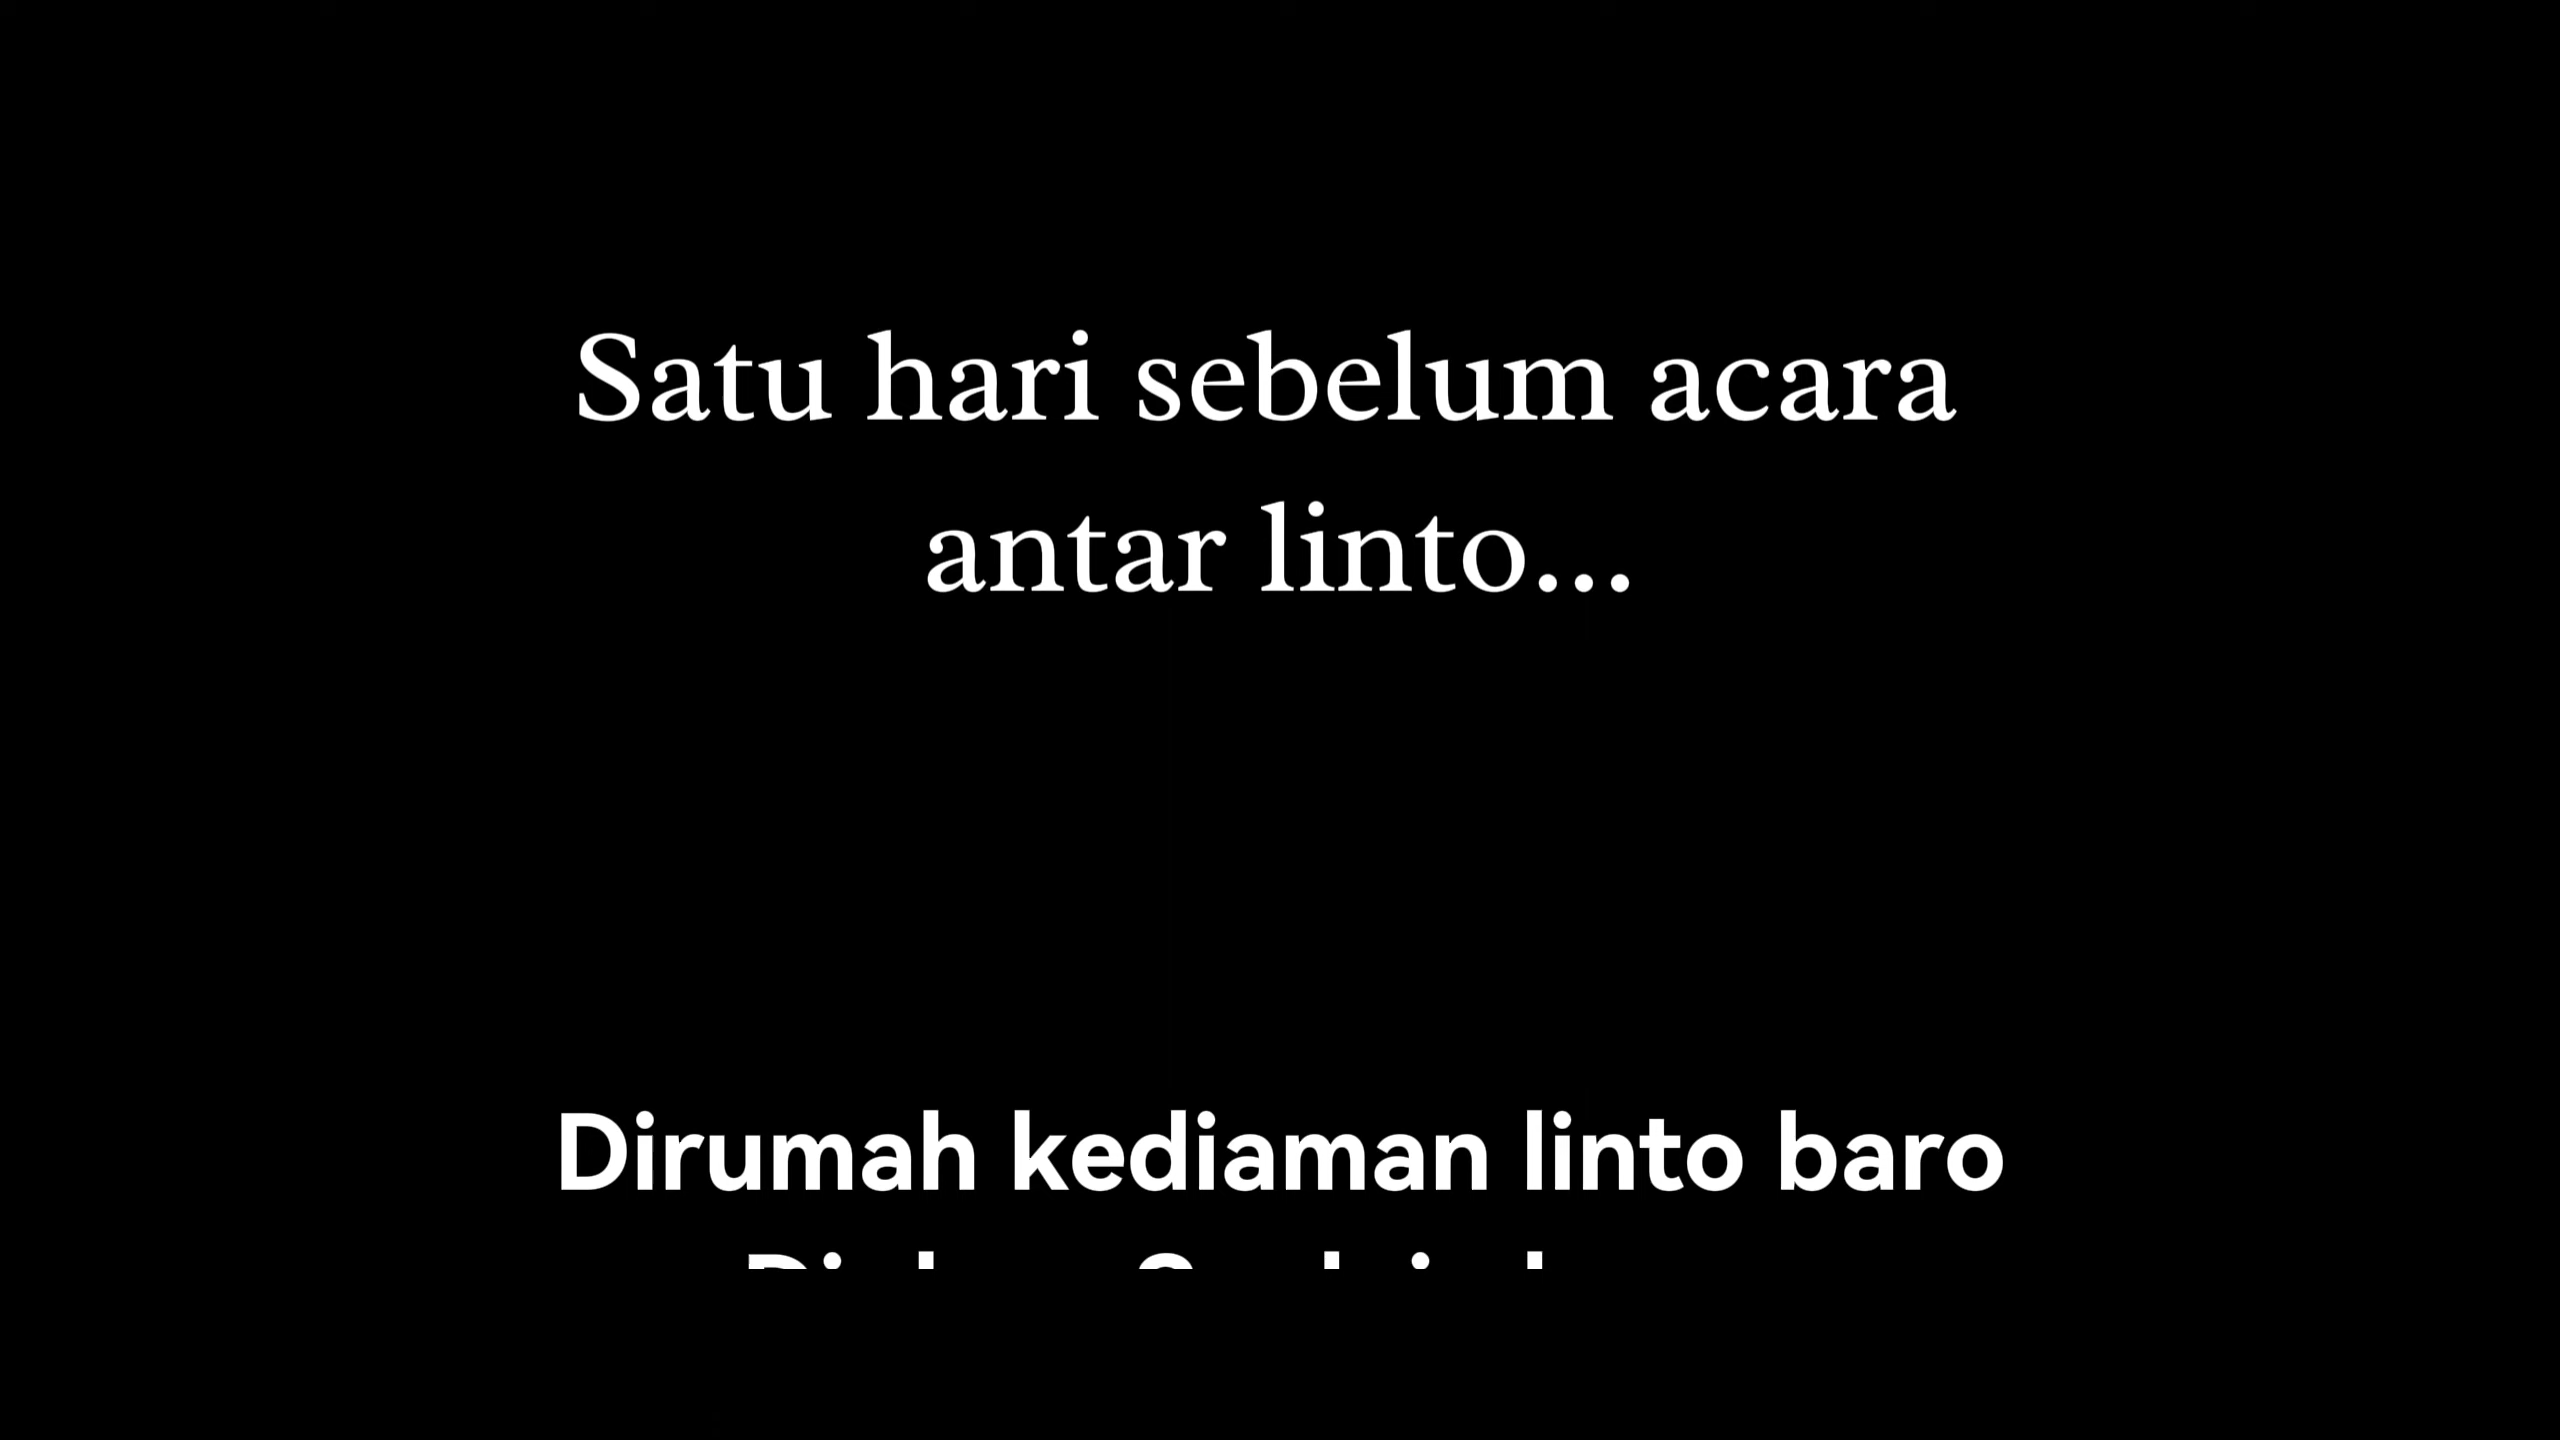 Satu hari sebelum acara
antar linto...
Dirumah kediaman linto baro